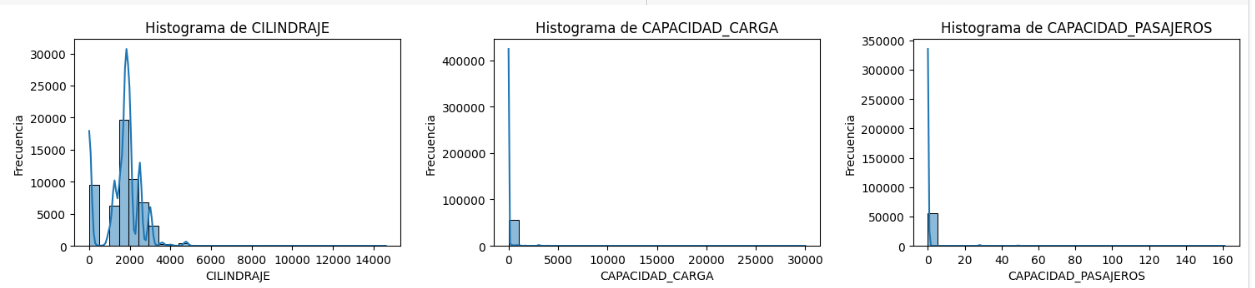 Histograma de CILINDRAJE
30000
25000
20000
15000
10000
5000
0
Frecuencia
0 2000 4000 6000 8000 10000 12000 14000
CILINDRAJE
Histograma de CAPACIDAD_CARGA
400000
300000
200000
100000
0
Frecuencia
0 5000 10000 15000 20000 25000 30000
CAPACIDAD_CARGA
Histograma de CAPACIDAD_PASAJEROS
350000
300000
250000
200000
150000
100000
50000
0
Frecuencia
0 20 40 60 80 100 120 140 160
CAPACIDAD_PASAJEROS